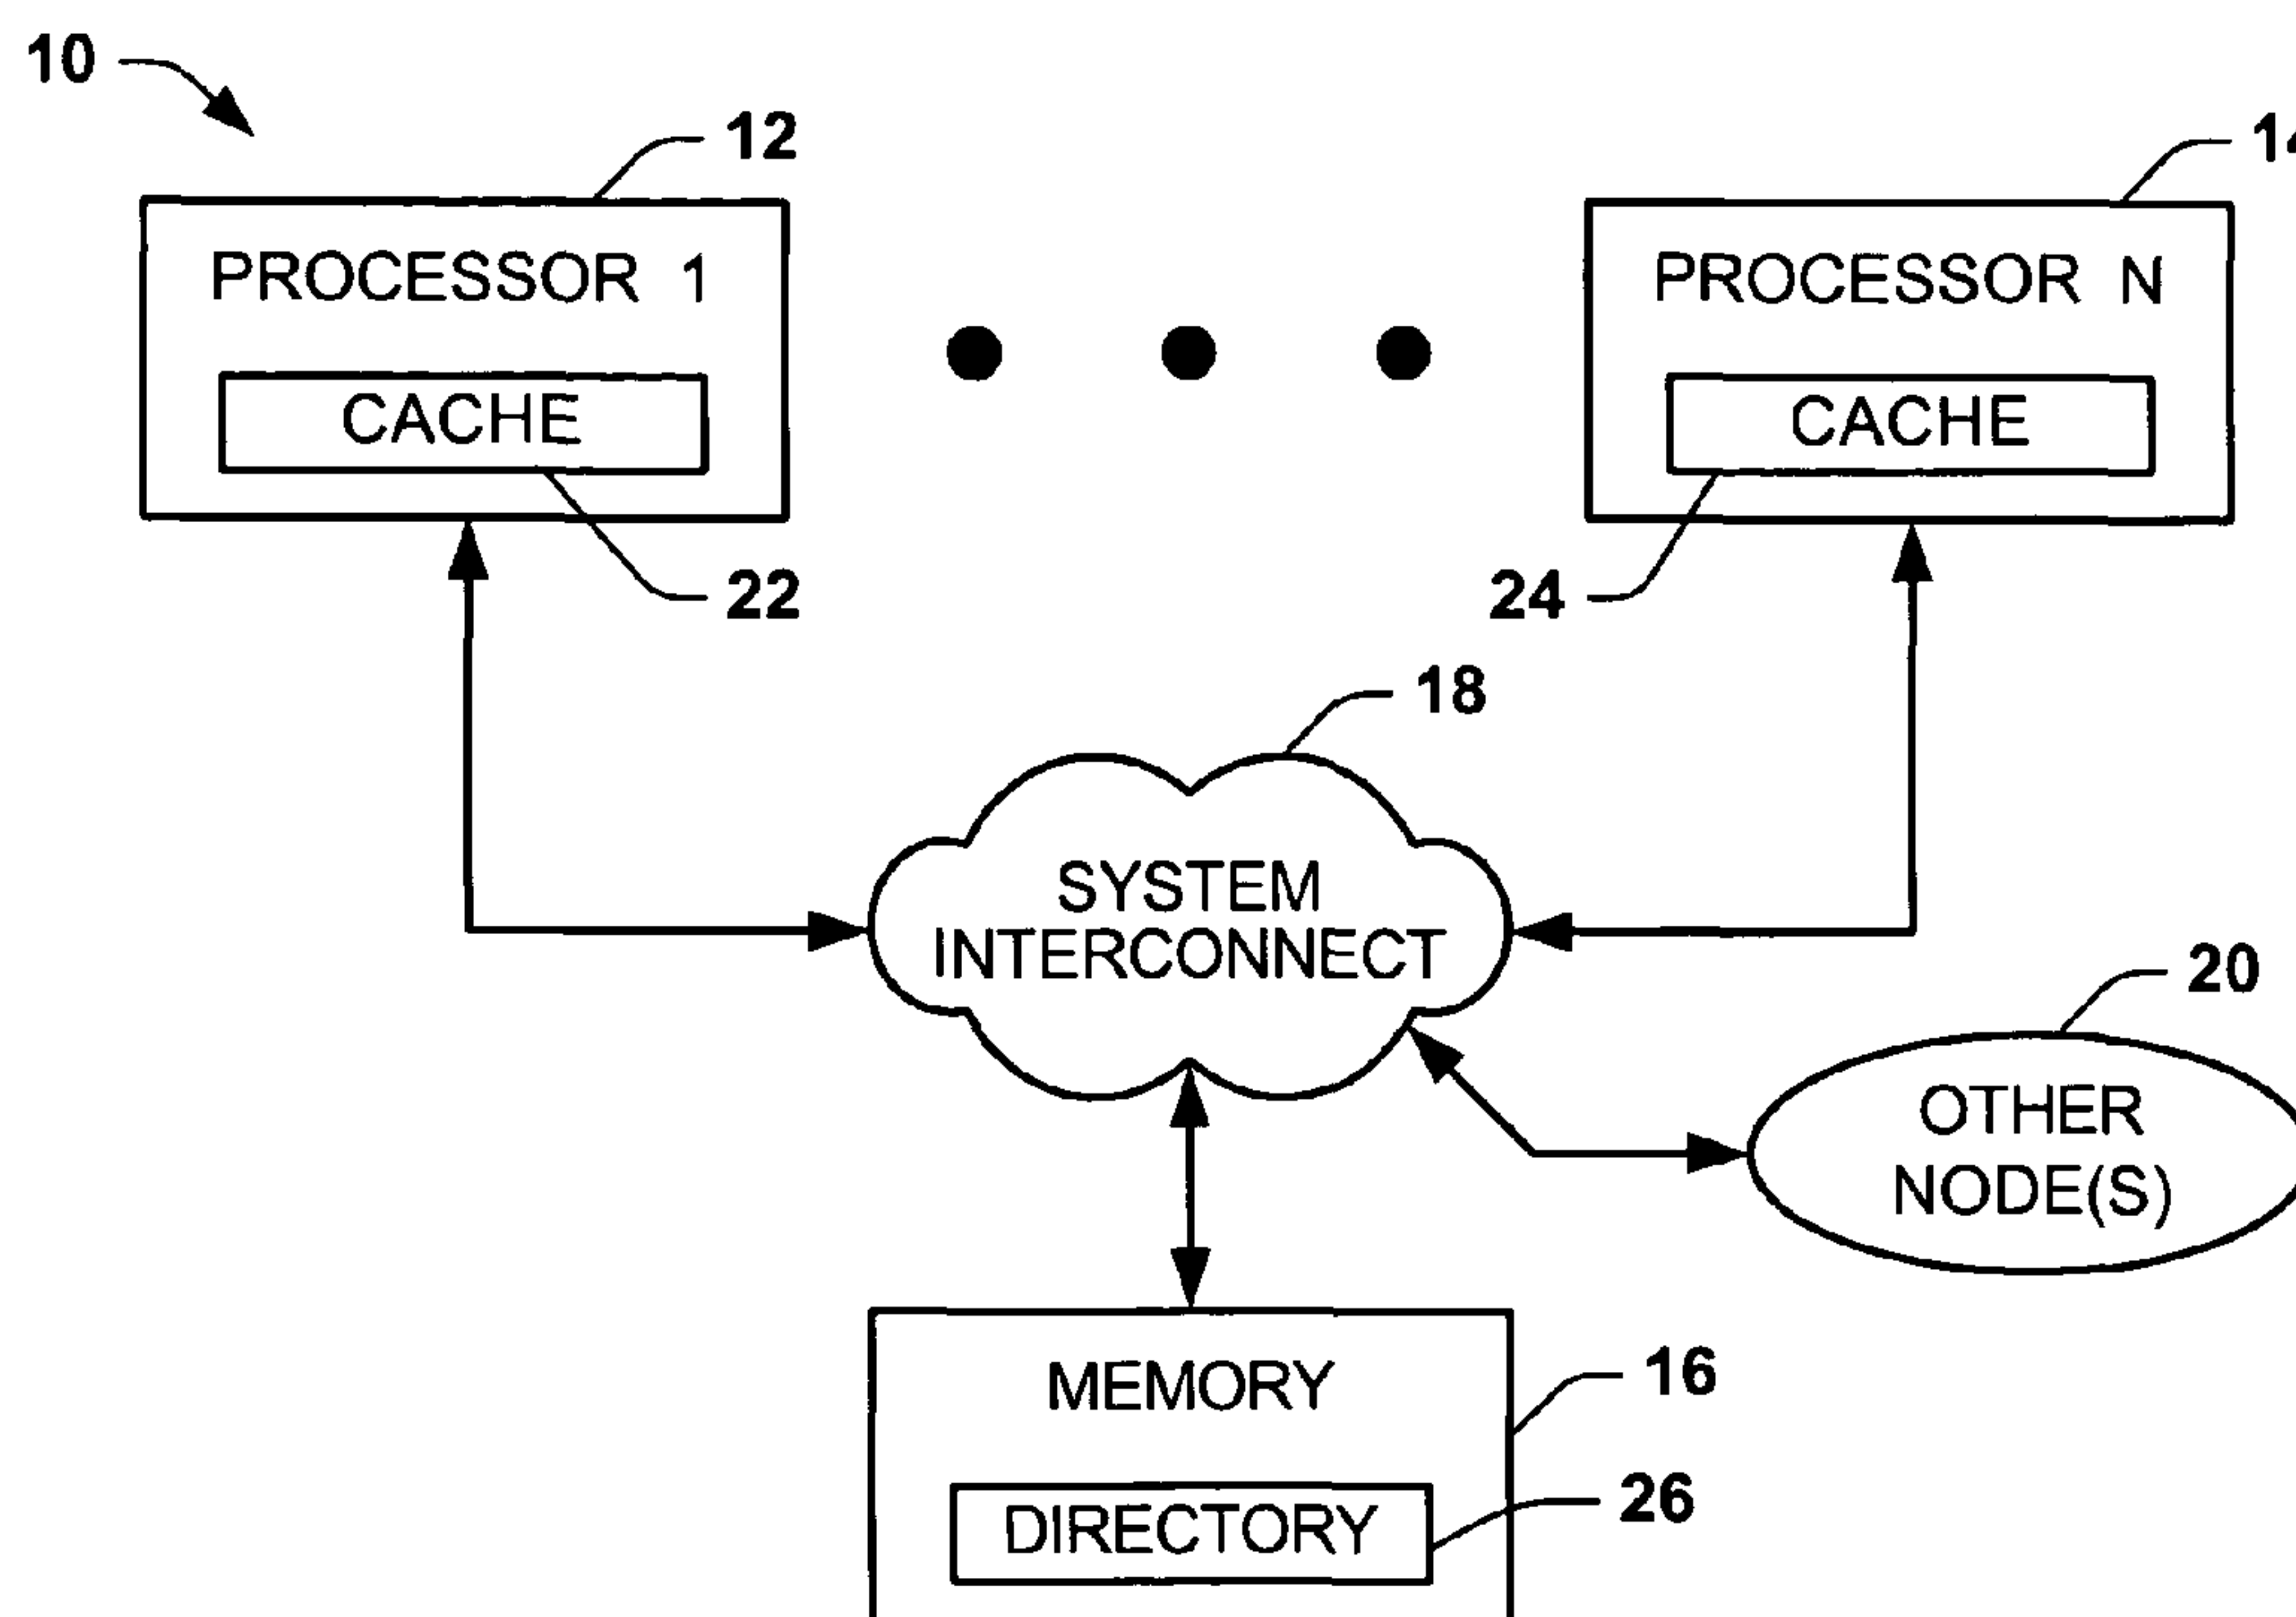 10
12
14
PROCESSOR 1
PROCESSOR N
CACHE
CACHE
22
24
18
SYSTEM
INTERCONNECT
20
OTHER
NODE(S)
MEMORY
16
DIRECTORY
26